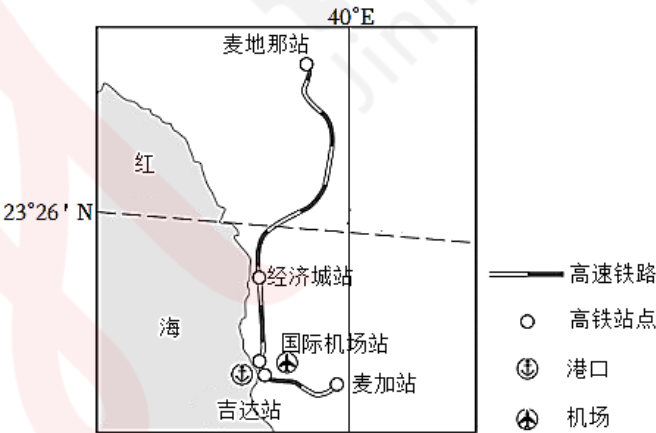 40°E
麦地那站
红
23°26′N
经济城站
高速铁路
海
高铁站点
国际机场站
港口
麦加站
吉达站
机场